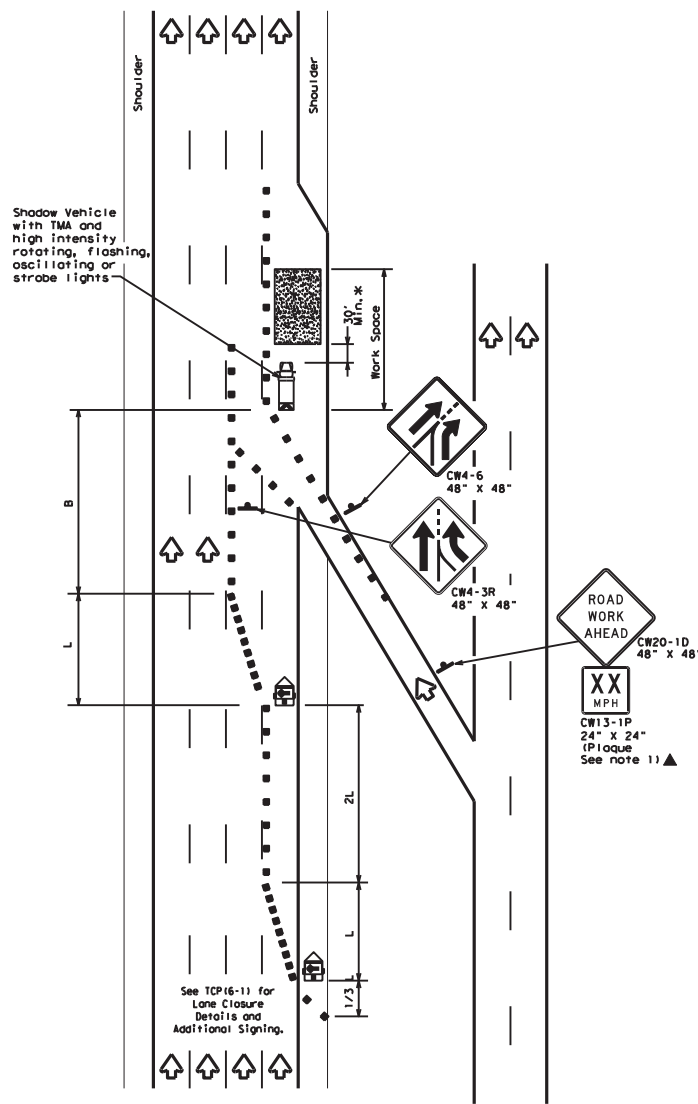 Shoulder
Shoulder
Shadow Vehicle
with TMA and
high intensity
rotating, flashing,
oscillating or
strobe lights
30'
Min.*
Work Space
CW4-6
48" X 48"
B
CW4-3R
48" X 48"
L
ROAD
WORK
AHEAD
CW20-1D
48" X 48"
XX
MPH
CW13-1P
24" X 24"
(Plaque
See note 1) ▲
2L
L
1/3 L
See TCP(6-1) for
Lane Closure
Details and
Additional Signing.